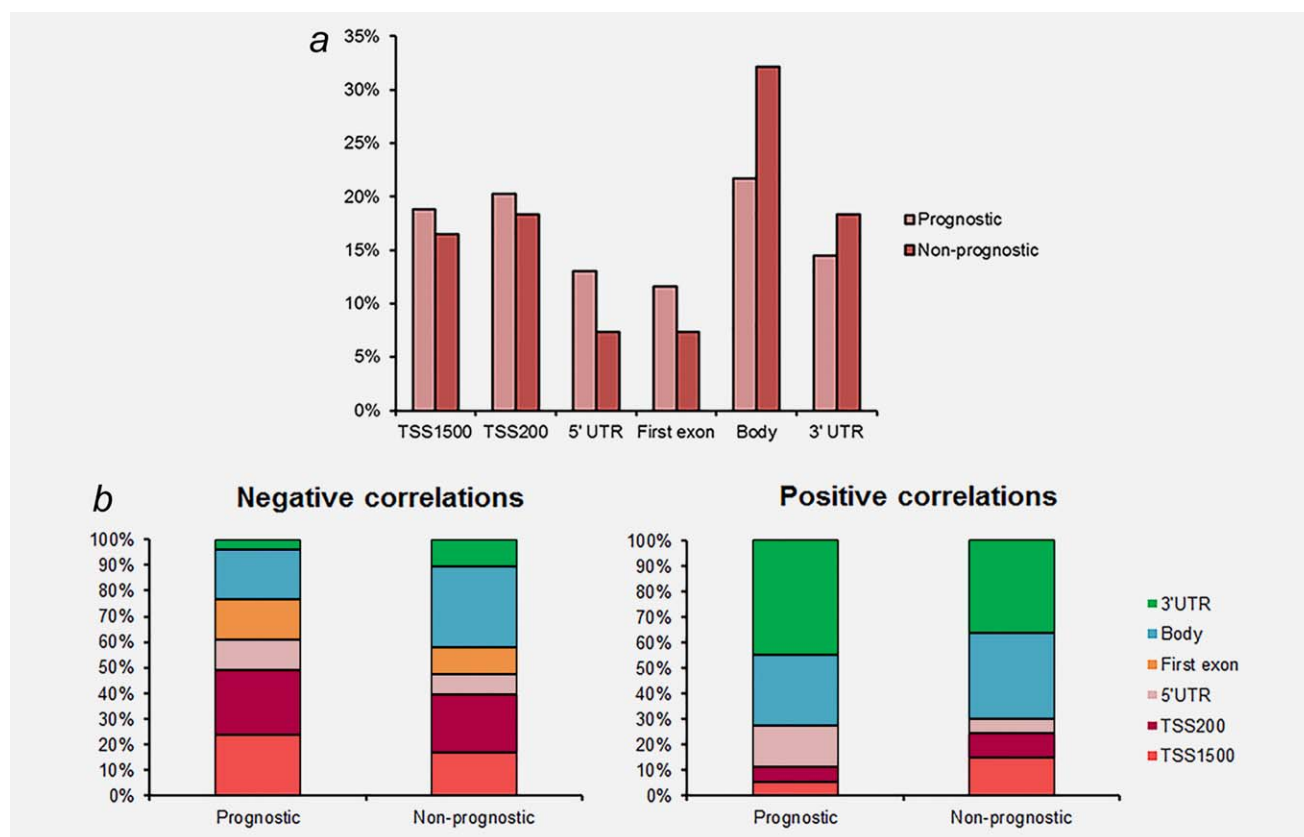 a
35%
30%
25%
20%
15%
10%
5%
0%
TSS1500 TSS200 5' UTR First exon Body 3' UTR
Prognostic
Non-prognostic
b
Negative correlations
100%
90%
80%
70%
60%
50%
40%
30%
20%
10%
0%
Prognostic Non-prognostic
Positive correlations
100%
90%
80%
70%
60%
50%
40%
30%
20%
10%
0%
Prognostic Non-prognostic
3'UTR
Body
First exon
5'UTR
TSS200
TSS1500